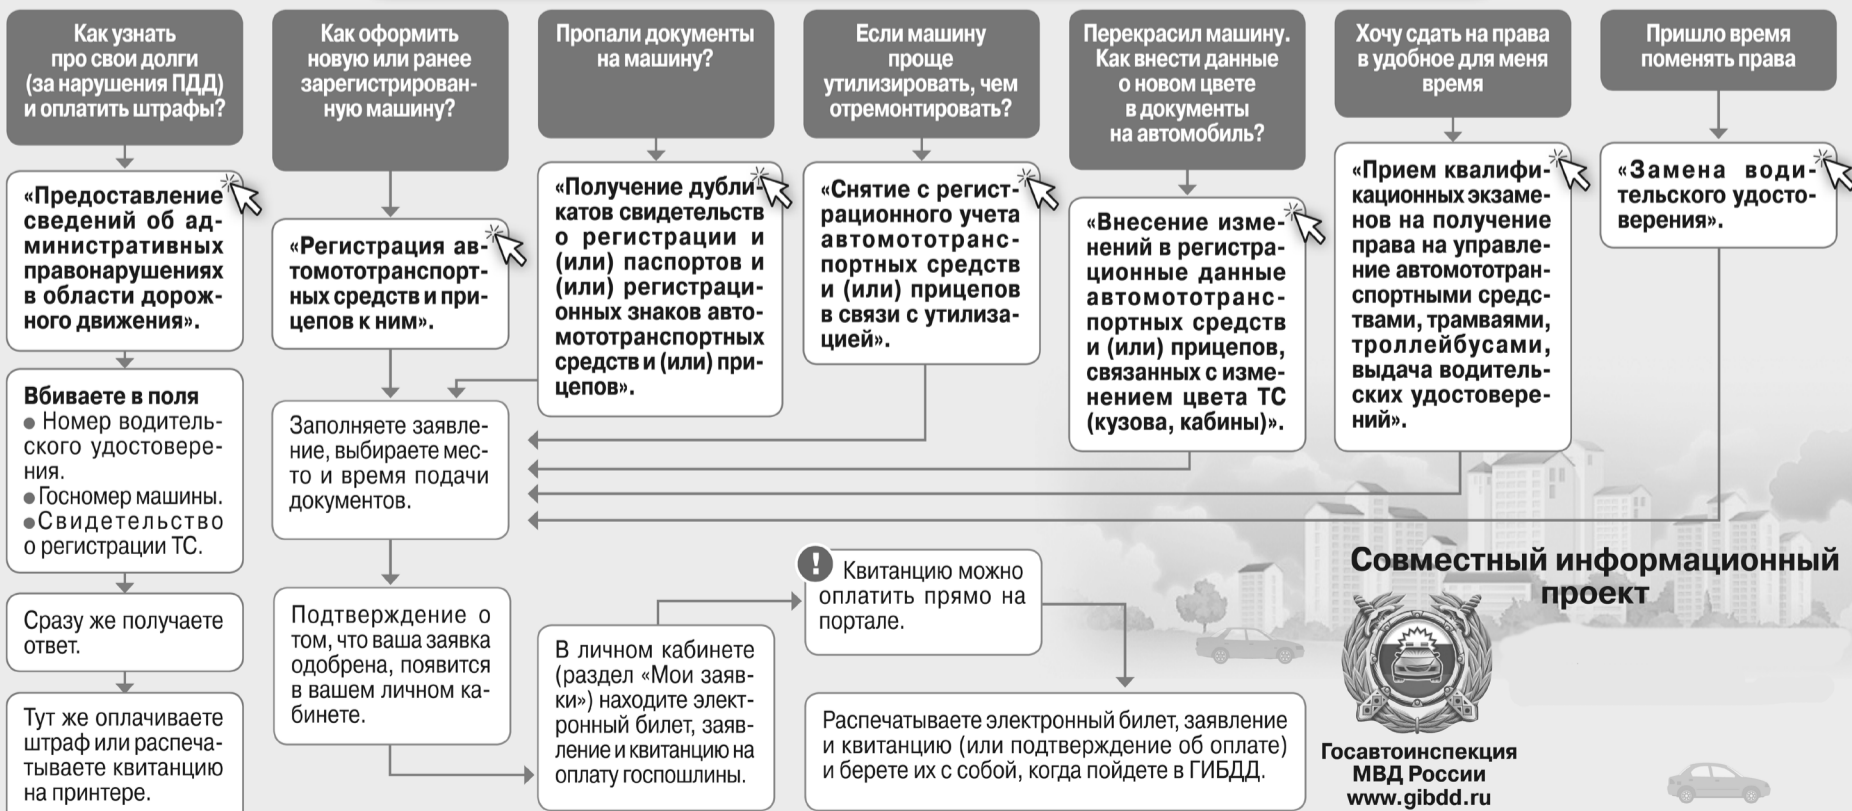 Как узнать
про свои долги
(за нарушения ПДД)
и оплатить штрафы?
«Предоставление
сведений об ад-
министративных
правонарушениях
в области дорож-
ного движения».
Вбиваете в поля
● Номер водитель-
ского удостовере-
ния.
● Госномер машины.
● Свидетельство
о регистрации ТС.
Сразу же получаете
ответ.
Тут же оплачиваете
штраф или распеча-
тываете квитанцию
на принтере.
Как оформить
новую или ранее
зарегистрирован-
ную машину?
«Регистрация ав-
томототранспорт-
ных средств и при-
цепов к ним».
Заполняете заявле-
ние, выбираете мес-
то и время подачи
документов.
Подтверждение о
том, что ваша заявка
одобрена, появится
в вашем личном ка-
бинете.
Пропали документы
на машину?
«Получение дубли-
катов свидетельств
о регистрации и
(или) паспортов и
(или) регистраци-
онных знаков авто-
мототранспортных
средств и (или) при-
цепов».
В личном кабинете
(раздел «Мои заяв-
ки») находите элект-
ронный билет, заяв-
ление и квитанцию на
оплату госпошлины.
Если машину
проще
утилизировать, чем
отремонтировать?
«Снятие с регист-
рационного учета
автомототранс-
портных средств
и (или) прицепов
в связи с утилиза-
цией».
! Квитанцию можно
оплатить прямо на
портале.
Распечатываете электронный билет, заявление
и квитанцию (или подтверждение об оплате)
и берете их с собой, когда пойдете в ГИБДД.
Перекрасил машину.
Как внести данные
о новом цвете
в документы
на автомобиль?
«Внесение изме-
нений в регистра-
ционные данные
автомототранс-
портных средств
и (или) прицепов,
связанных с изме-
нением цвета ТС
(кузова, кабины)».
Хочу сдать на права
в удобное для меня
время
«Прием квалифи-
кационных экзаме-
нов на получение
права на управле-
ние автомототран-
спортными средс-
твами, трамваями,
троллейбусами,
выдача водитель-
ских удостовере-
ний».
Пришло время
поменять права
«Замена води-
тельского удосто-
верения».
Совместный информационный
проект
Госавтоинспекция
МВД России
www.gibdd.ru